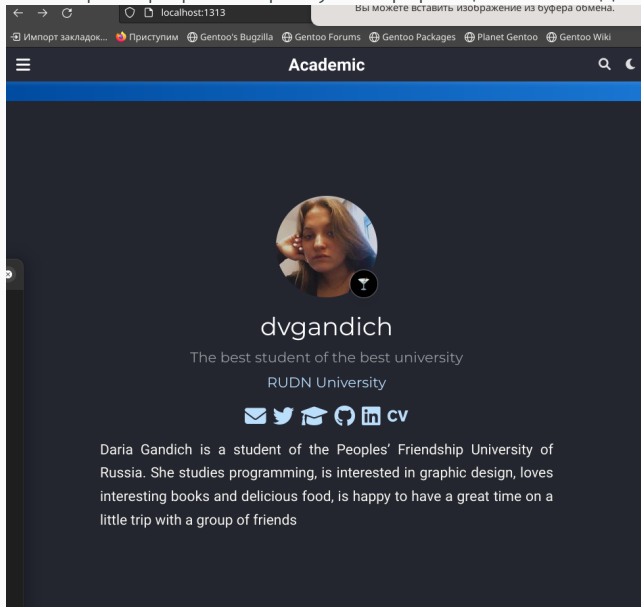 localhost:1313
Вы можете вставить изображение из буфера обмена.
Импорт закладок... Приступим Gentoo's Bugzilla Gentoo Forums Gentoo Packages Planet Gentoo Gentoo Wiki
Academic
dvgandich
The best student of the best university
RUDN University
CV
Daria Gandich is a student of the Peoples’ Friendship University of
Russia. She studies programming, is interested in graphic design, loves
interesting books and delicious food, is happy to have a great time on a
little trip with a group of friends